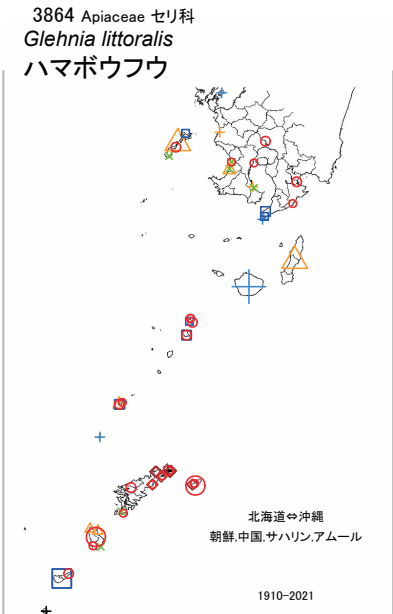 3864 Apiaceae セリ科
Glehnia littoralis
ハマボウフウ
北海道⇔沖縄
朝鮮,中国,サハリン,アムール
1910-2021